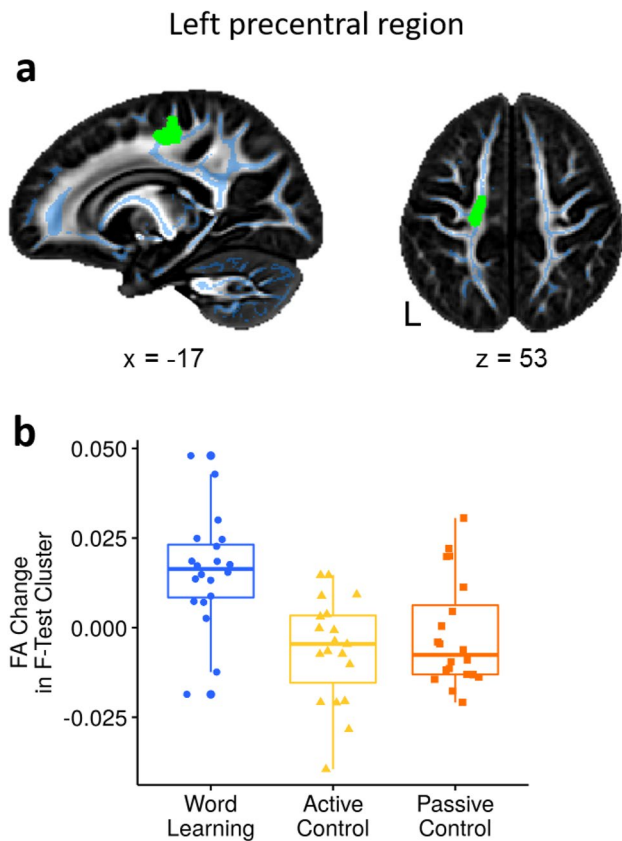 Left precentral region
a
L
x = -17
z = 53
b
FA Change
in F-Test Cluster
0.050
0.025
0.000
-0.025
Word
Learning
Active
Control
Passive
Control